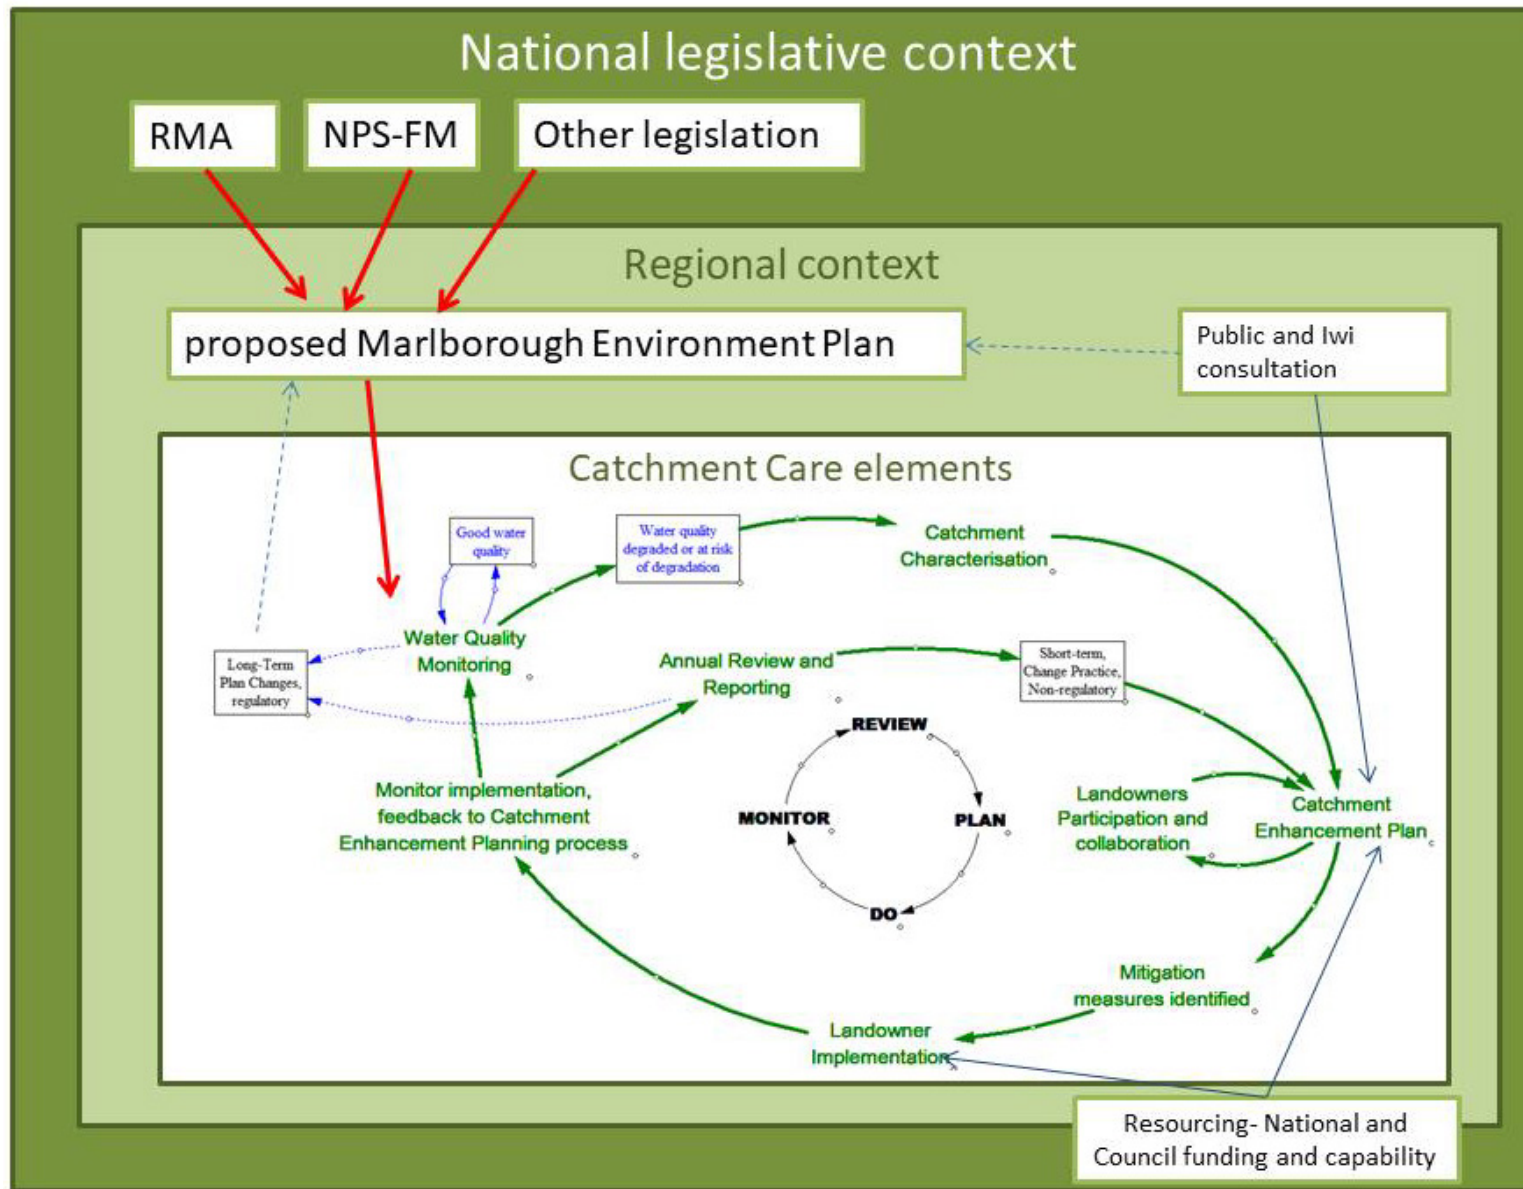 National legislative context
RMA
NPS-FM
Other legislation
Regional context
proposed Marlborough Environment Plan
Public and Iwi
consultation
Catchment Care elements
Good water
quality
Water quality
degraded or at risk
of degradation
Catchment
Characterisation
Water Quality
Monitoring
Long-Term
Plan Changes,
regulatory
Annual Review and
Reporting
Short-term,
Change Practice,
Non-regulatory
REVIEW
MONITOR
PLAN
DO
Monitor implementation,
feedback to Catchment
Enhancement Planning process
Landowners
Participation and
collaboration
Catchment
Enhancement Plan
Mitigation
measures identified
Landowner
Implementation
Resourcing- National and
Council funding and capability